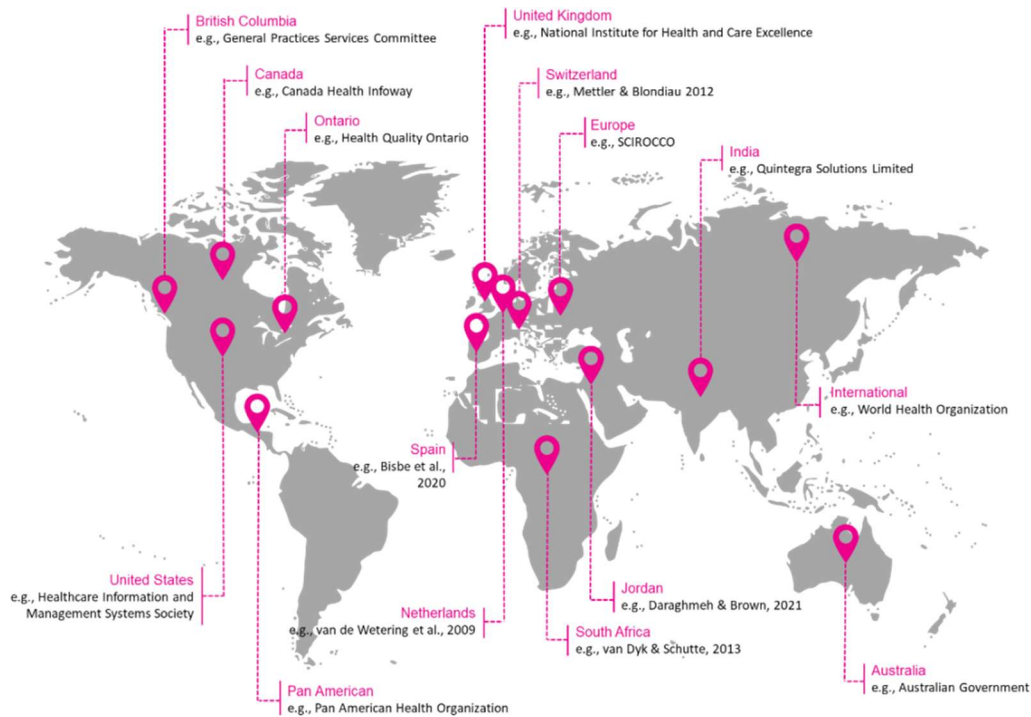 British Columbia
e.g., General Practices Services Committee
Canada
e.g., Canada Health Infoway
Ontario
e.g., Health Quality Ontario
United Kingdom
e.g., National Institute for Health and Care Excellence
Switzerland
e.g., Mettler & Blondiau 2012
Europe
e.g., SCIROCCO
India
e.g., Quintegra Solutions Limited
International
e.g., World Health Organization
Spain
e.g., Bisbe et al.,
2020
United States
e.g., Healthcare Information and
Management Systems Society
Netherlands
e.g., van de Wetering et al., 2009
Jordan
e.g., Daraghmeh & Brown, 2021
South Africa
e.g., van Dyk & Schutte, 2013
Australia
e.g., Australian Government
Pan American
e.g., Pan American Health Organization